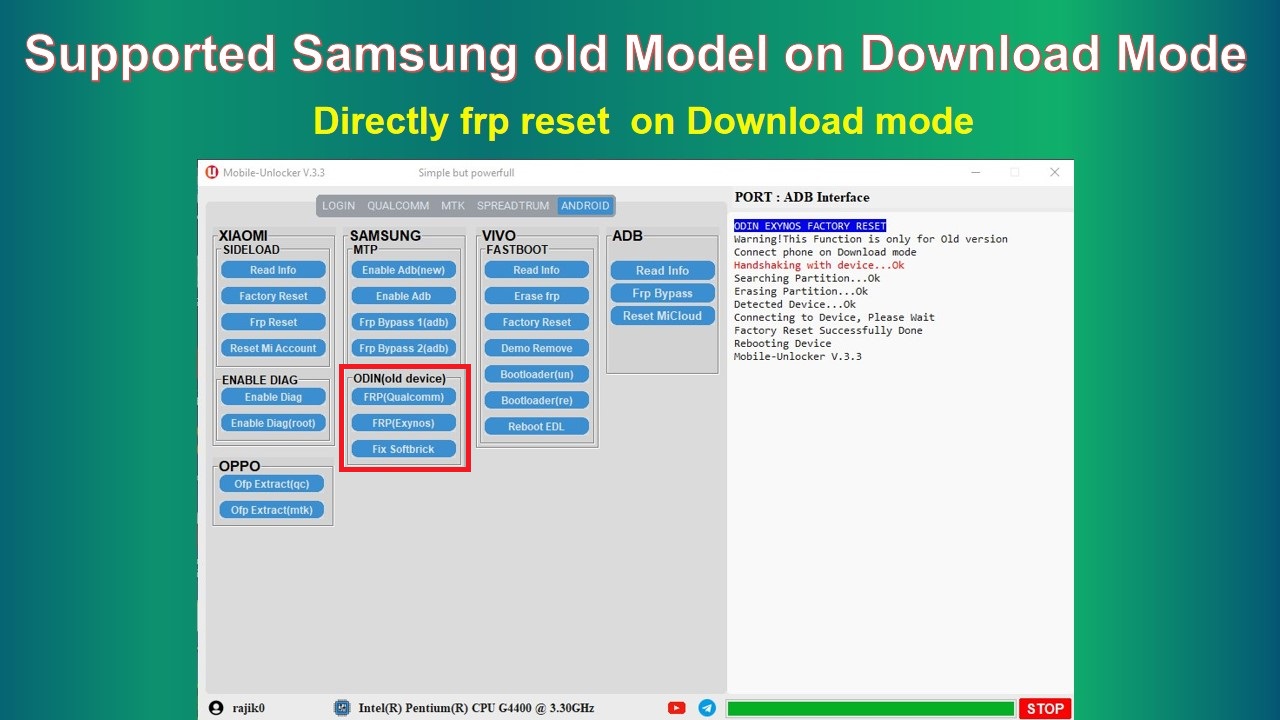 Supported Samsung old Model on Download Mode
Directly frp reset on Download mode
Mobile-Unlocker V.3.3
Simple but powerfull
LOGIN QUALCOMM MTK SPREADTRUM ANDROID
XIAOMI
SIDELOAD
Read Info
Factory Reset
Frp Reset
Reset Mi Account
ENABLE DIAG
Enable Diag
Enable Diag(root)
OPPO
Ofp Extract(qc)
Ofp Extract(mtk)
SAMSUNG
MTP
Enable Adb(new)
Enable Adb
Frp Bypass 1(adb)
Frp Bypass 2(adb)
ODIN(old device)
FRP(Qualcomm)
FRP(Exynos)
Fix Softbrick
VIVO
FASTBOOT
Read Info
Erase frp
Factory Reset
Demo Remove
Bootloader(un)
Bootloader(re)
Reboot EDL
ADB
Read Info
Frp Bypass
Reset MiCloud
PORT : ADB Interface
ODIN EXYNOS FACTORY RESET
Warning!This Function is only for Old version
Connect phone on Download mode
Handshaking with device...Ok
Searching Partition...Ok
Erasing Partition...Ok
Detected Device...Ok
Connecting to Device, Please Wait
Factory Reset Successfully Done
Rebooting Device
Mobile-Unlocker V.3.3
rajik0
Intel(R) Pentium(R) CPU G4400 @ 3.30GHz
STOP